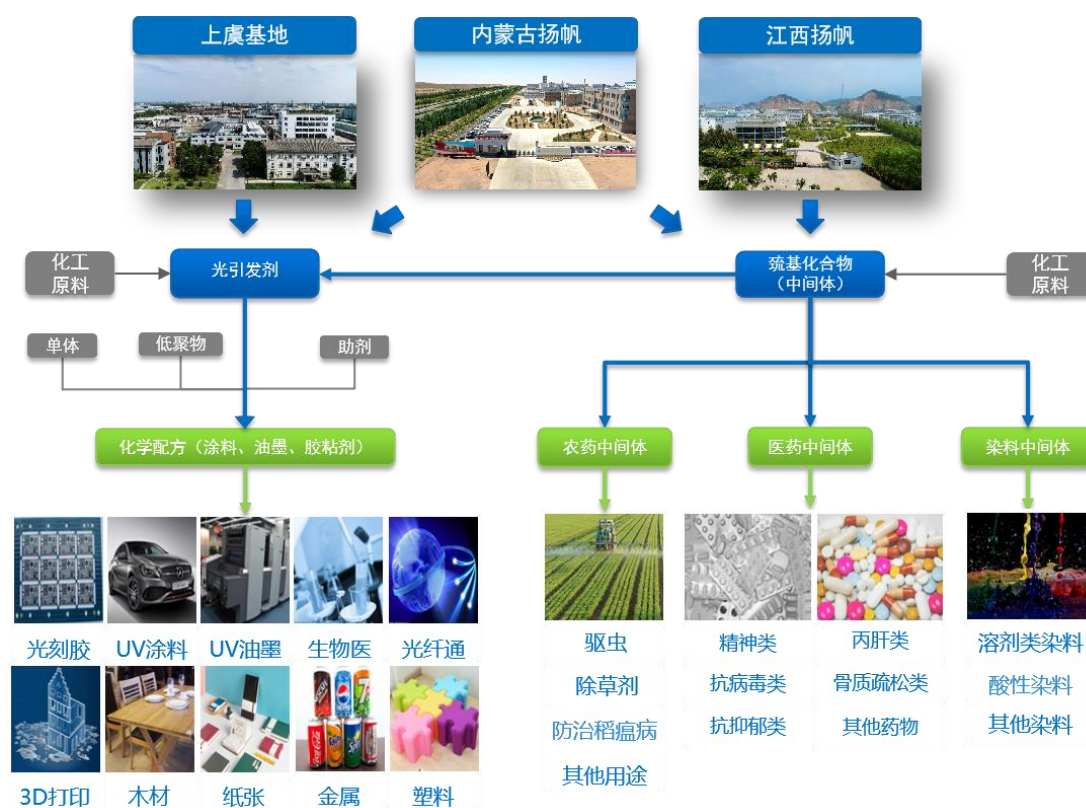 上虞基地
内蒙古扬帆
江西扬帆
化工
原料
光引发剂
巯基化合物
（中间体）
化工
原料
单体
低聚物
助剂
化学配方（涂料、油墨、胶粘剂）
农药中间体
医药中间体
染料中间体
光刻胶
UV涂料
UV油墨
生物医
光纤通
驱虫
精神类
丙肝类
溶剂类染料
除草剂
抗病毒类
骨质疏松类
酸性染料
防治稻瘟病
抗抑郁类
其他药物
其他染料
其他用途
3D打印
木材
纸张
金属
塑料